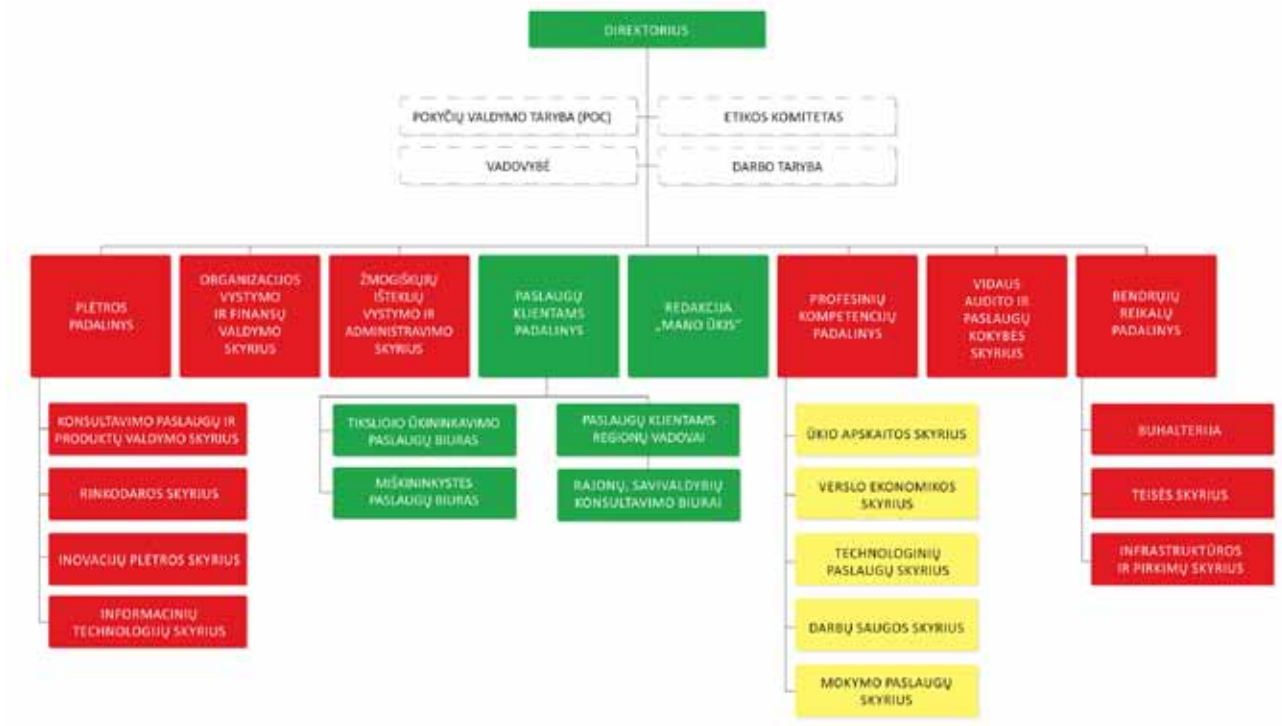 DIREKTORIUS
POKYČIŲ VALDYMO TARYBA (POC)
ETIKOS KOMITETAS
VADOVYBĖ
DARBO TARYBA
PLĖTROS
PADALINYS
ORGANIZACIJOS
VYSTYMO
IR FINANSŲ
VALDYMO
SKYRIUS
ŽMOGIŠKŲJŲ
IŠTEKLIŲ
VYSTYMO IR
ADMINISTRAVIMO
SKYRIUS
PASLAUGŲ
KLIENTAMS
PADALINYS
REDAKCIJA
„MANO ŪKIS“
PROFESINIŲ
KOMPETENCIJŲ
PADALINYS
VIDAUS
AUDITO IR
PASLAUGŲ
KOKYBĖS
SKYRIUS
BENDRŲJŲ
REIKALŲ
PADALINYS
KONSULTAVIMO PASLAUGŲ IR
PRODUKTŲ VALDYMO SKYRIUS
RINKODAROS SKYRIUS
INOVACIJŲ PLĖTROS SKYRIUS
INFORMACINIŲ
TECHNOLOGIJŲ SKYRIUS
TIKSLIOJO ŪKININKAVIMO
PASLAUGŲ BIURAS
MIŠKININKYSTĖS
PASLAUGŲ BIURAS
PASLAUGŲ KLIENTAMS
REGIONŲ VADOVAI
RAJONŲ, SAVIVALDYBIŲ
KONSULTAVIMO BIURAI
ŪKIO APSKAITOS SKYRIUS
VERSLO EKONOMIKOS
SKYRIUS
TECHNOLOGINIŲ
PASLAUGŲ SKYRIUS
DARBŲ SAUGOS SKYRIUS
MOKYMO PASLAUGŲ
SKYRIUS
BUHALTERIJA
TEISĖS SKYRIUS
INFRASTRUKTŪROS
IR PIRKIMŲ SKYRIUS